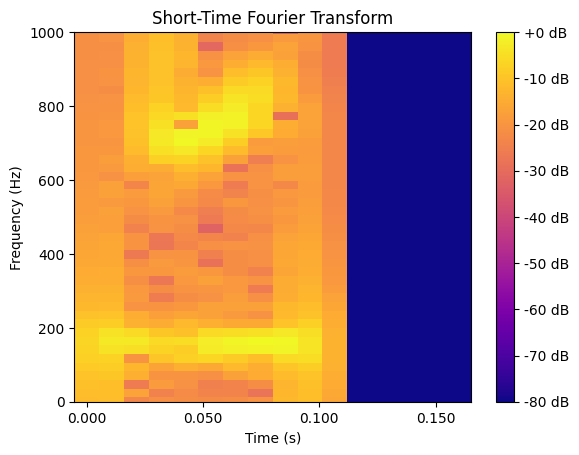 Short-Time Fourier Transform
1000
800
600
400
200
0
Frequency (Hz)
0.000 0.050 0.100 0.150
Time (s)
+0 dB
-10 dB
-20 dB
-30 dB
-40 dB
-50 dB
-60 dB
-70 dB
-80 dB